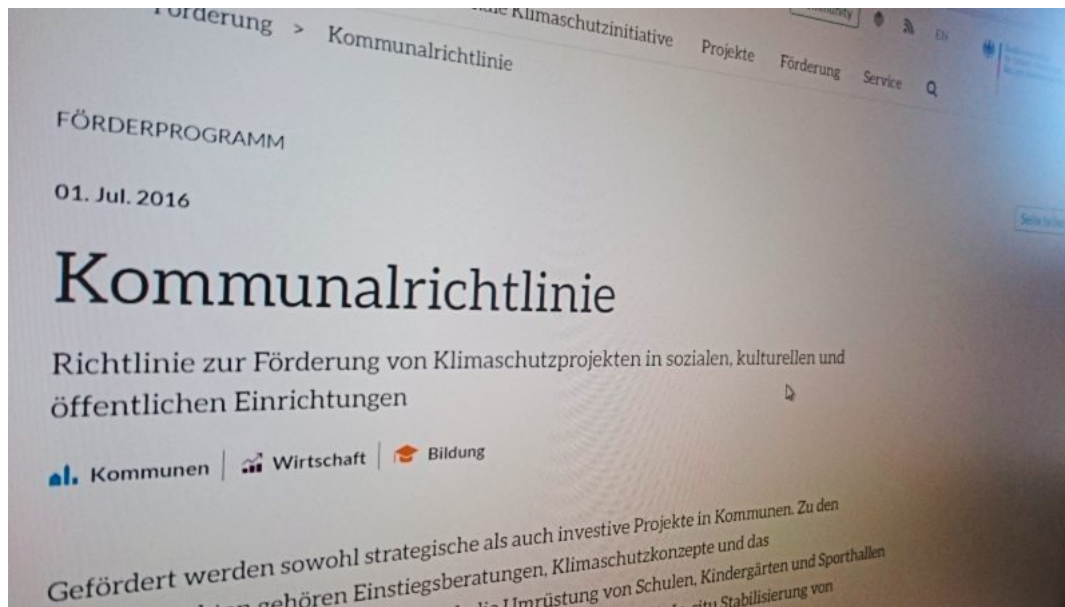 Förderung > Kommunalrichtlinie
Klimaschutzinitiative Projekte Förderung Service
EN
FÖRDERPROGRAMM
01. Jul. 2016
Kommunalrichtlinie
Richtlinie zur Förderung von Klimaschutzprojekten in sozialen, kulturellen und
öffentlichen Einrichtungen
Kommunen | Wirtschaft | Bildung
Gefördert werden sowohl strategische als auch investive Projekte in Kommunen. Zu den
gehören Einstiegsberatungen, Klimaschutzkonzepte und das
die Umrüstung von Schulen, Kindergärten und Sporthallen
Stabilisierung von